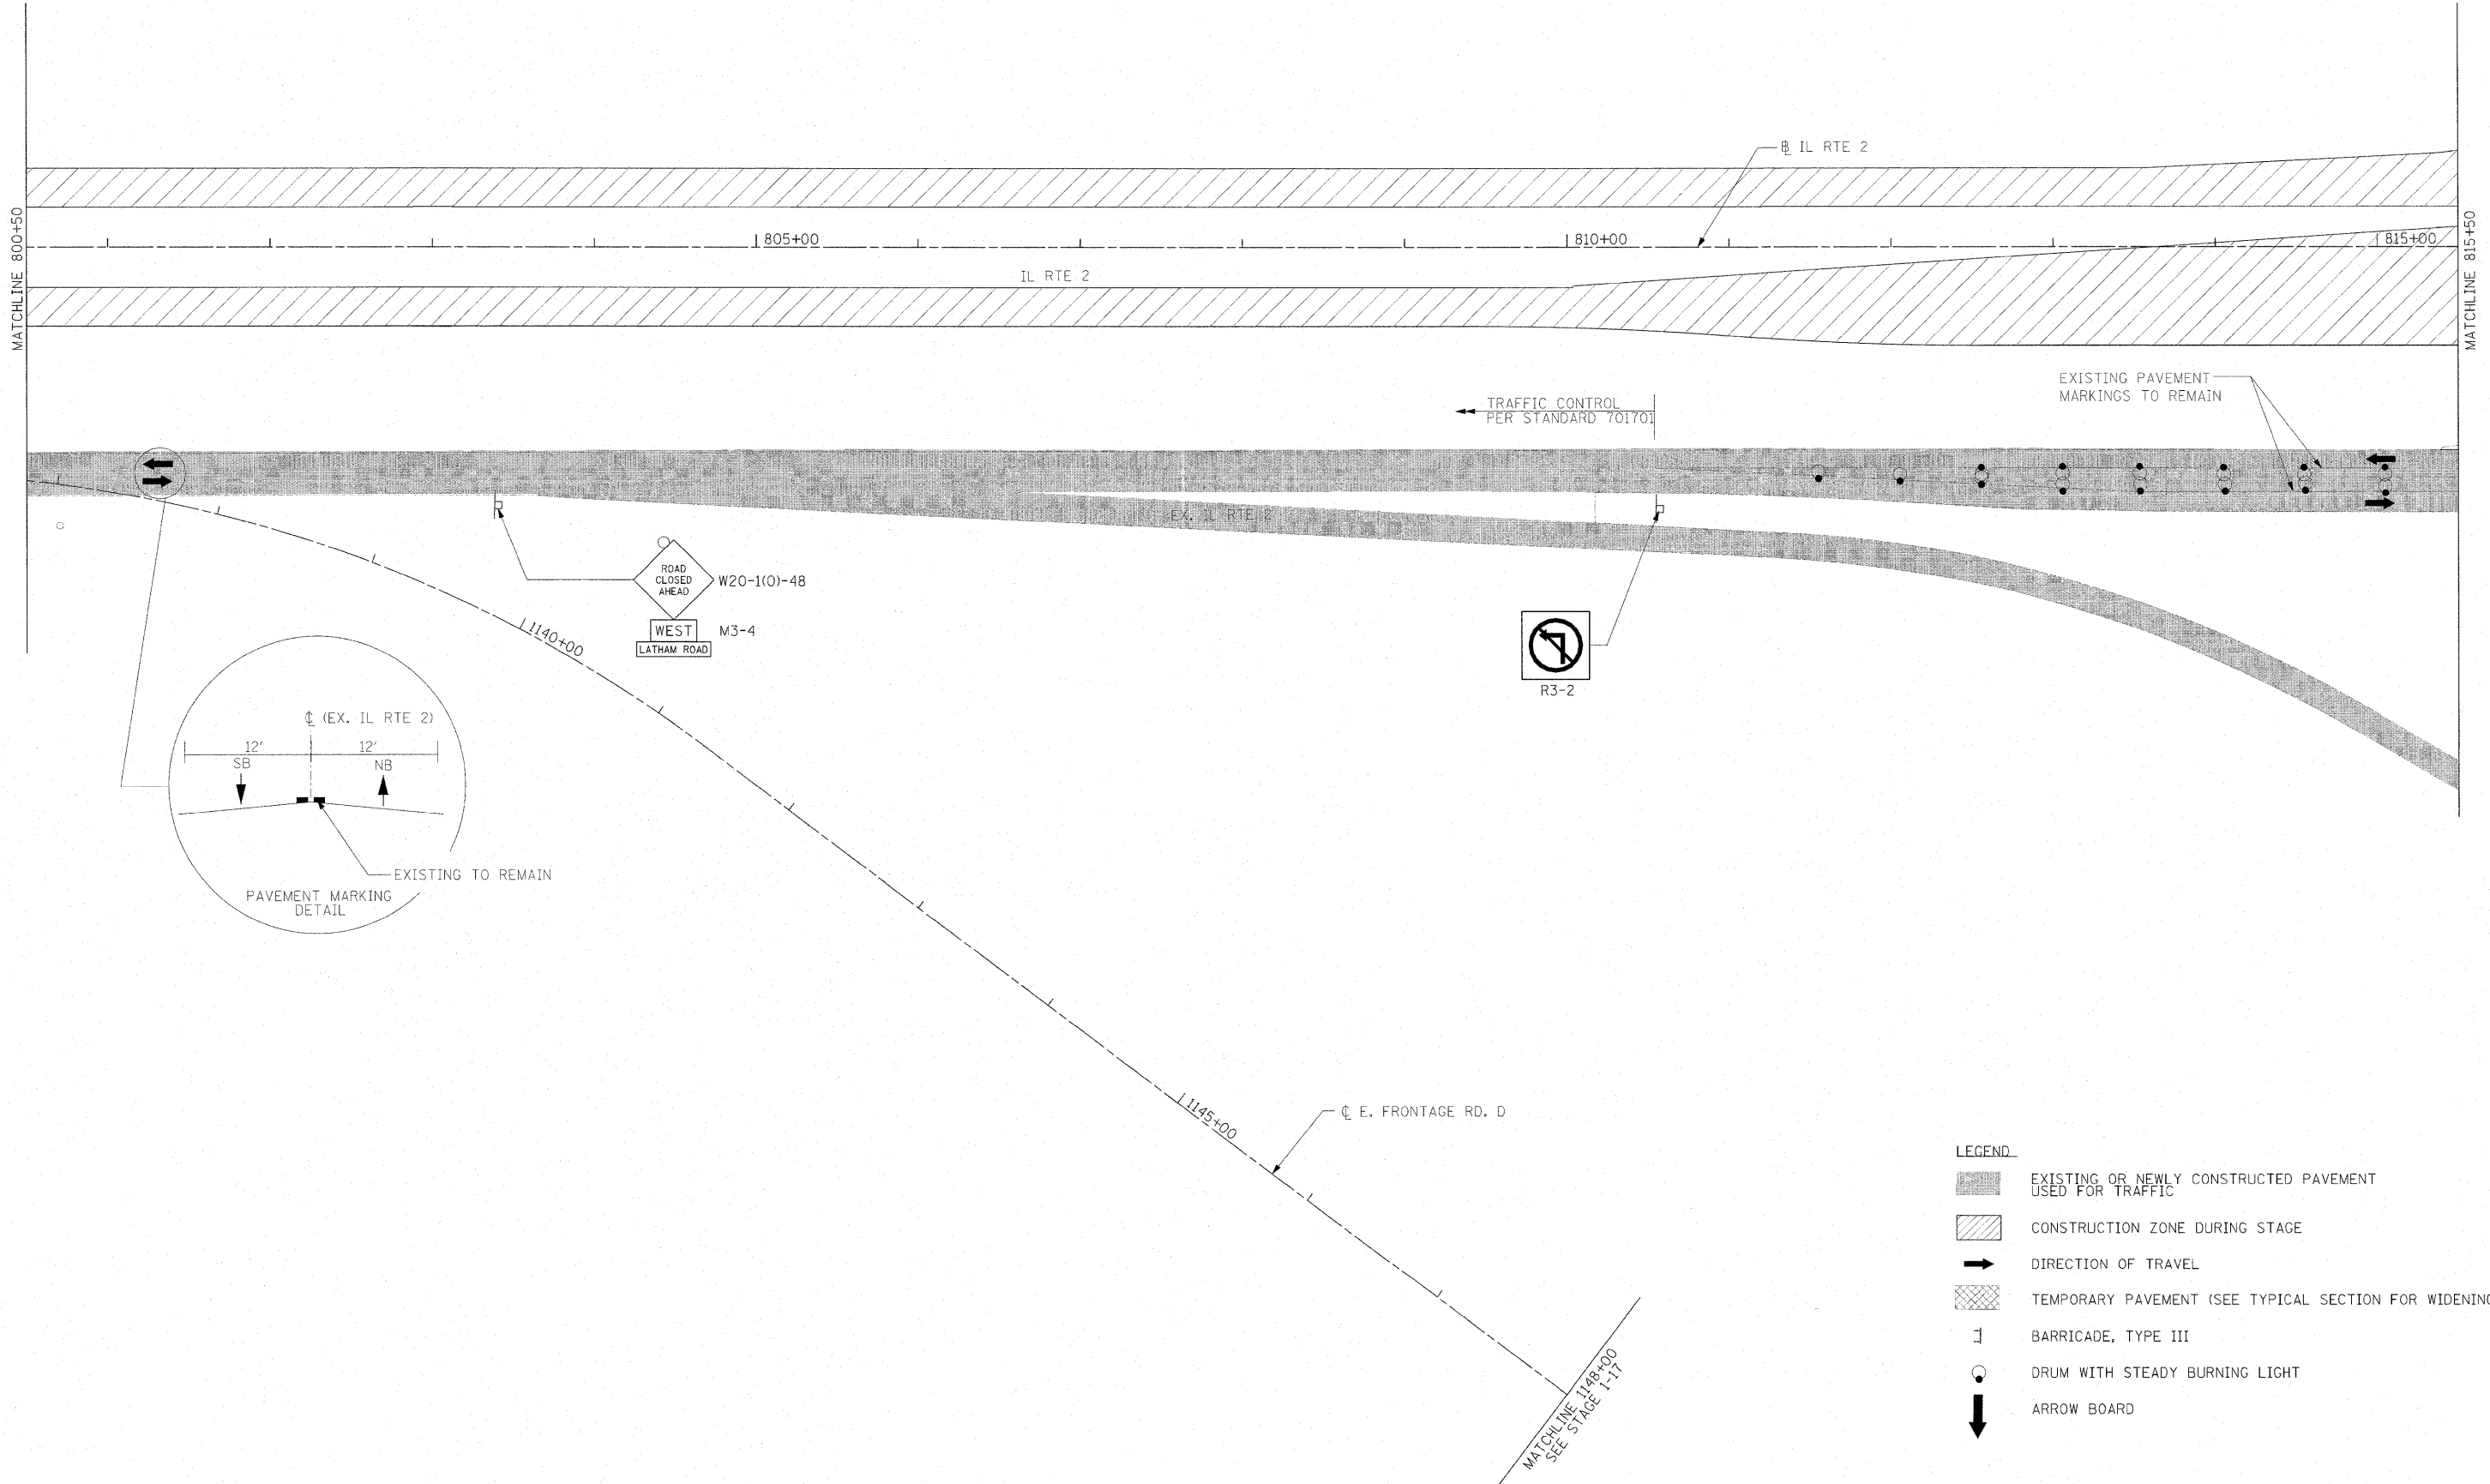 ℄ IL RTE 2
MATCHLINE 800+50
805+00
810+00
815+00
MATCHLINE 815+50
IL RTE 2
TRAFFIC CONTROL
PER STANDARD 701701
EXISTING PAVEMENT
MARKINGS TO REMAIN
EX. IL RTE 2
ROAD
CLOSED
AHEAD
W20-1(O)-48
WEST
M3-4
LATHAM ROAD
R3-2
1140+00
℄ (EX. IL RTE 2)
12'
12'
SB
NB
EXISTING TO REMAIN
PAVEMENT MARKING
DETAIL
1145+00
℄ E. FRONTAGE RD. D
MATCHLINE 1148+00
SEE STAGE 1-17
LEGEND
EXISTING OR NEWLY CONSTRUCTED PAVEMENT
USED FOR TRAFFIC
CONSTRUCTION ZONE DURING STAGE
DIRECTION OF TRAVEL
TEMPORARY PAVEMENT (SEE TYPICAL SECTION FOR WIDENING
BARRICADE, TYPE III
DRUM WITH STEADY BURNING LIGHT
ARROW BOARD